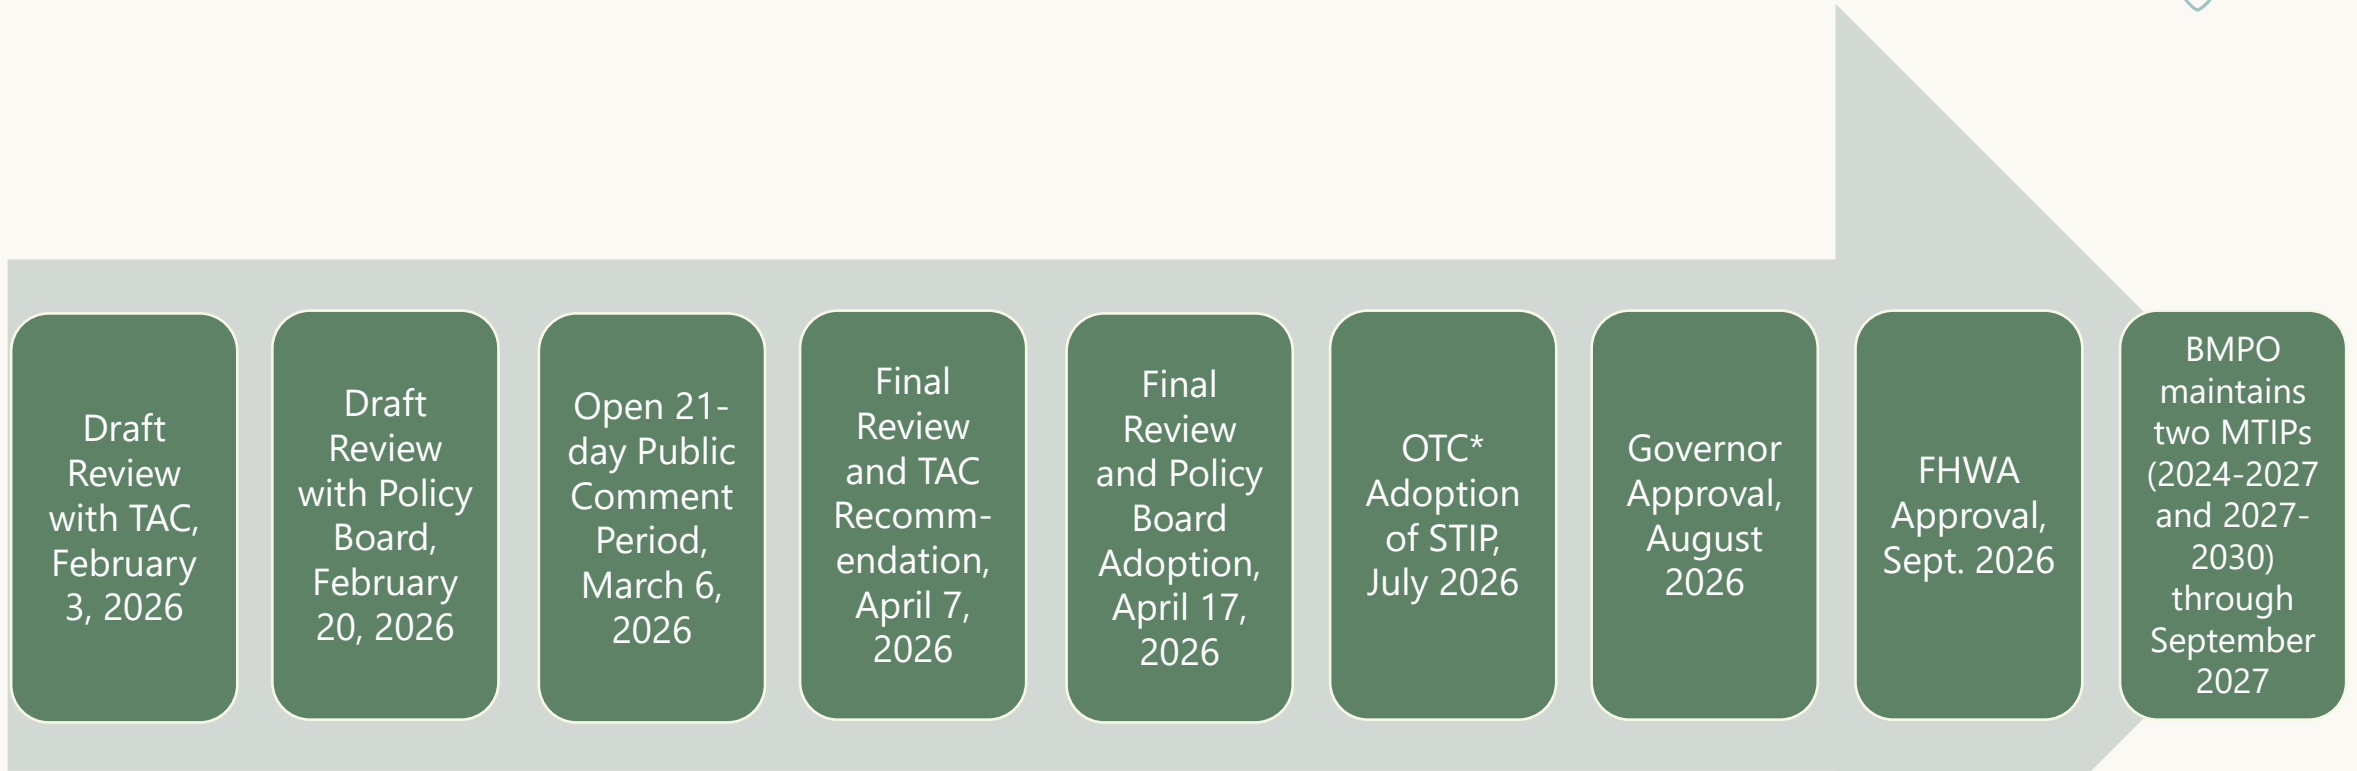 Draft
Review
with TAC,
February
3, 2026
Draft
Review
with Policy
Board,
February
20, 2026
Open 21-
day Public
Comment
Period,
March 6,
2026
Final
Review
and TAC
Recomm-
endation,
April 7,
2026
Final
Review
and Policy
Board
Adoption,
April 17,
2026
OTC*
Adoption
of STIP,
July 2026
Governor
Approval,
August
2026
FHWA
Approval,
Sept. 2026
BMPO
maintains
two MTIPs
(2024-2027
and 2027-
2030)
through
September
2027